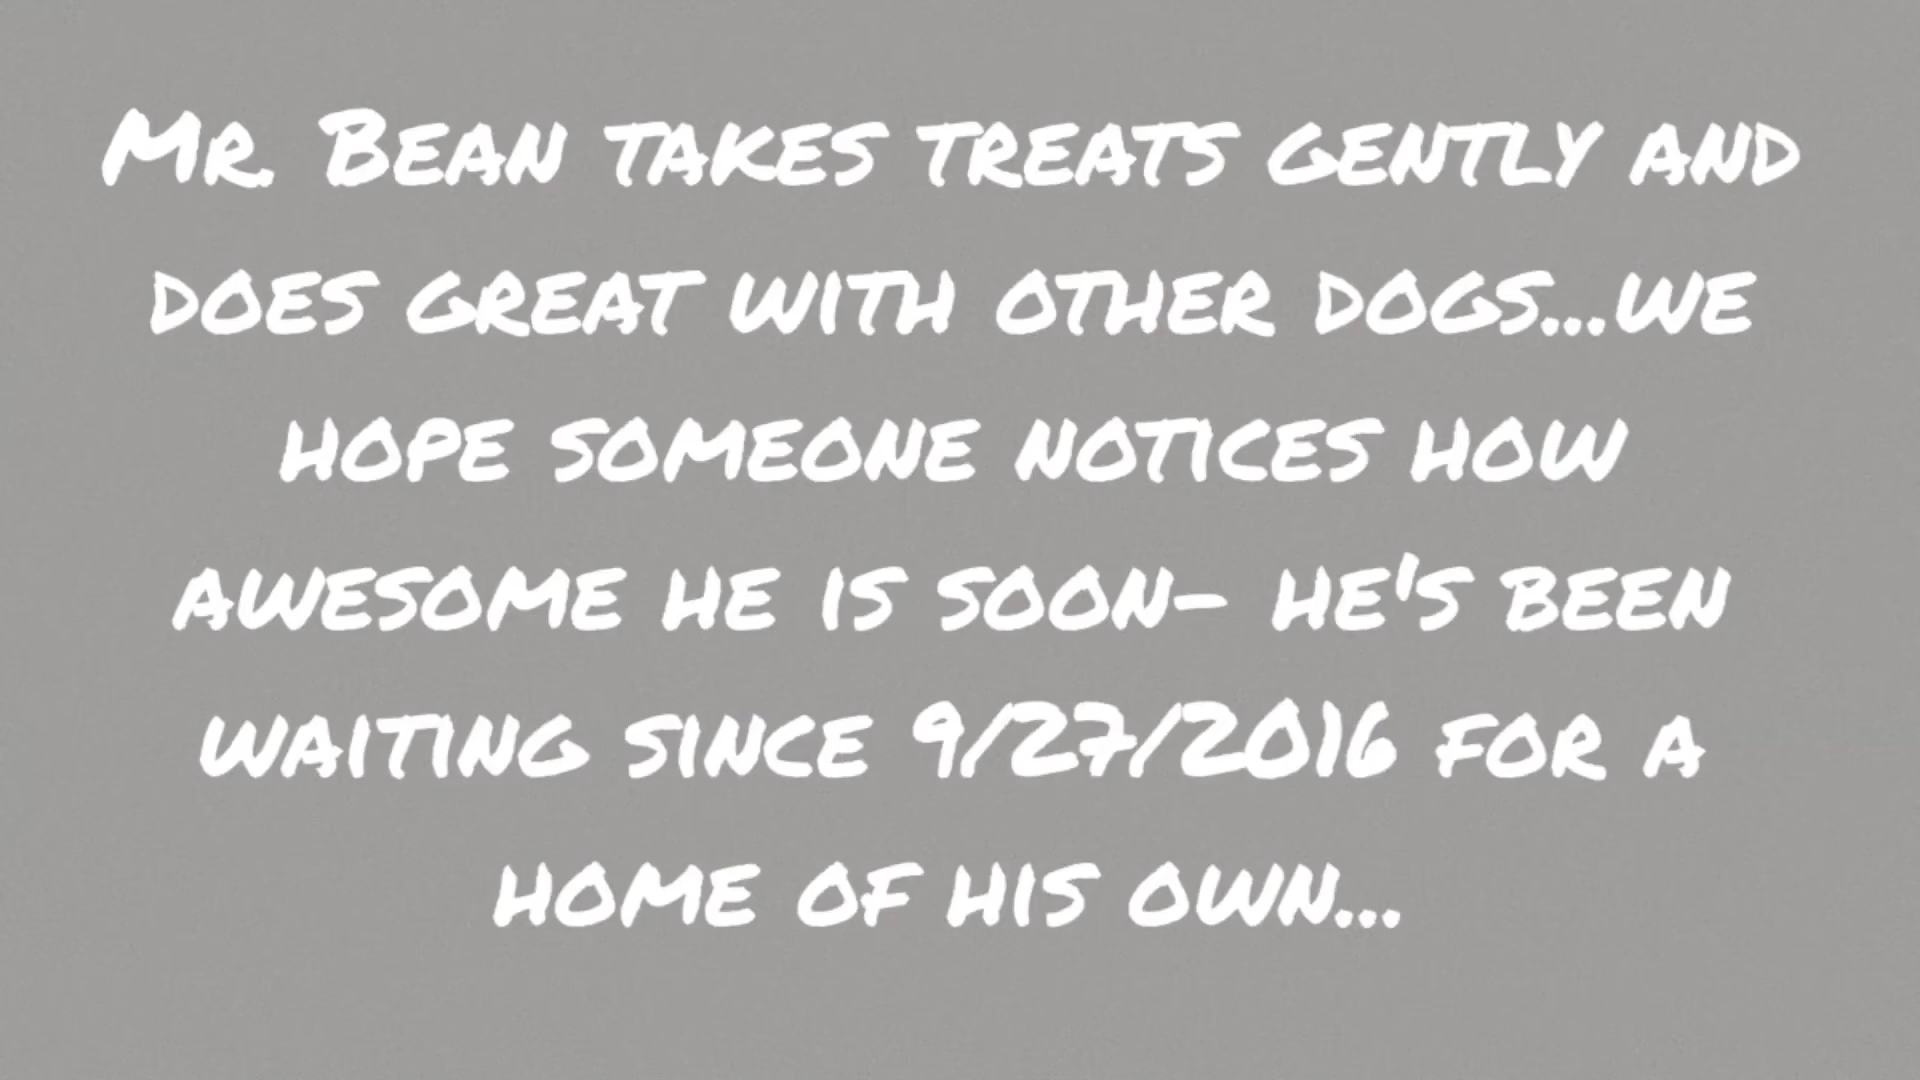 Mr. Bean takes treats gently and
does great with other dogs...we
hope someone notices how
awesome he is soon- he's been
waiting since 9/27/2016 for a
home of his own...